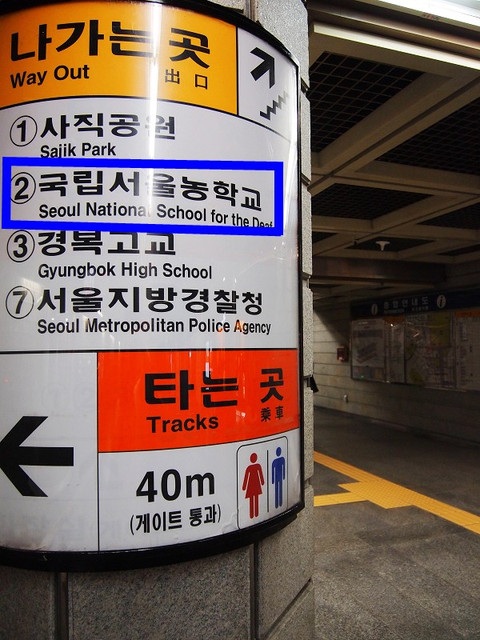 나가는곳
Way Out 出口
① 사직공원
Sajik Park
② 국립서울농학교
Seoul National School for the Deaf
③ 경복고교
Gyungbok High School
⑦ 서울지방경찰청
Seoul Metropolitan Police Agency
타는 곳
Tracks 乘車
40m
(게이트 통과)